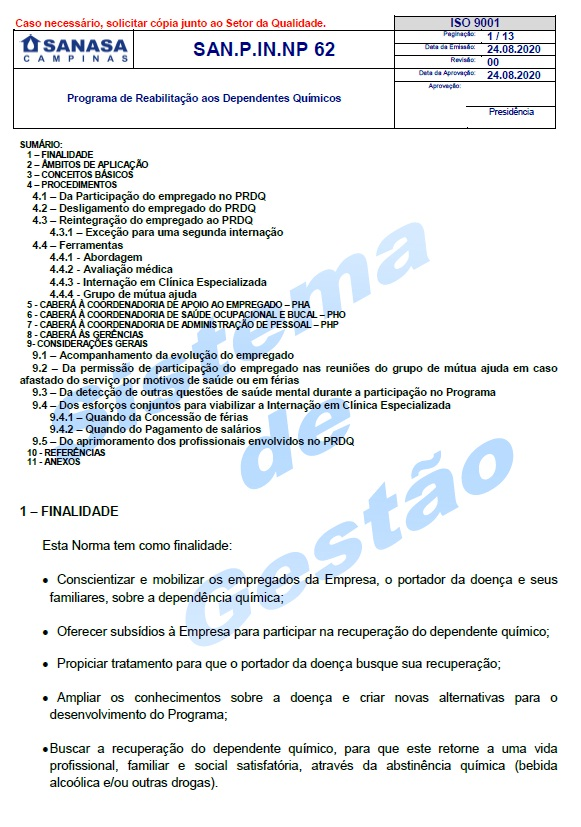 Caso necessário, solicitar cópia junto ao Setor da Qualidade.
ISO 9001
SANASA
CAMPINAS
SAN.P.IN.NP 62
Paginação:
1 / 13
Data da Emissão:
24.08.2020
Revisão:
00
Data da Aprovação:
24.08.2020
Programa de Reabilitação aos Dependentes Químicos
Aprovação:
Presidência
SUMÁRIO:
1 – FINALIDADE
2 – ÂMBITOS DE APLICAÇÃO
3 – CONCEITOS BÁSICOS
4 – PROCEDIMENTOS
4.1 – Da Participação do empregado no PRDQ
4.2 – Desligamento do empregado do PRDQ
4.3 – Reintegração do empregado ao PRDQ
4.3.1 – Exceção para uma segunda internação
4.4 – Ferramentas
4.4.1 - Abordagem
4.4.2 - Avaliação médica
4.4.3 - Internação em Clínica Especializada
4.4.4 - Grupo de mútua ajuda
5 - CABERÁ À COORDENADORIA DE APOIO AO EMPREGADO – PHA
6 - CABERÁ À COORDENADORIA DE SAÚDE OCUPACIONAL E BUCAL - PHO
7 - CABERÁ À COORDENADORIA DE ADMINISTRAÇÃO DE PESSOAL – PHP
8 - CABERÁ ÀS GERÊNCIAS
9- CONSIDERAÇÕES GERAIS
9.1 – Acompanhamento da evolução do empregado
9.2 – Da permissão de participação do empregado nas reuniões do grupo de mútua ajuda em caso
afastado do serviço por motivos de saúde ou em férias
9.3 – Da detecção de outras questões de saúde mental durante a participação no Programa
9.4 – Dos esforços conjuntos para viabilizar a Internação em Clínica Especializada
9.4.1 – Quando da Concessão de férias
9.4.2 – Quando do Pagamento de salários
9.5 – Do aprimoramento dos profissionais envolvidos no PRDQ
10 - REFERÊNCIAS
11 - ANEXOS
Sistema
de
Gestão
1 – FINALIDADE
Esta Norma tem como finalidade:
• Conscientizar e mobilizar os empregados da Empresa, o portador da doença e seus
familiares, sobre a dependência química;
• Oferecer subsídios à Empresa para participar na recuperação do dependente químico;
• Propiciar tratamento para que o portador da doença busque sua recuperação;
• Ampliar os conhecimentos sobre a doença e criar novas alternativas para o
desenvolvimento do Programa;
• Buscar a recuperação do dependente químico, para que este retorne a uma vida
profissional, familiar e social satisfatória, através da abstinência química (bebida
alcoólica e/ou outras drogas).